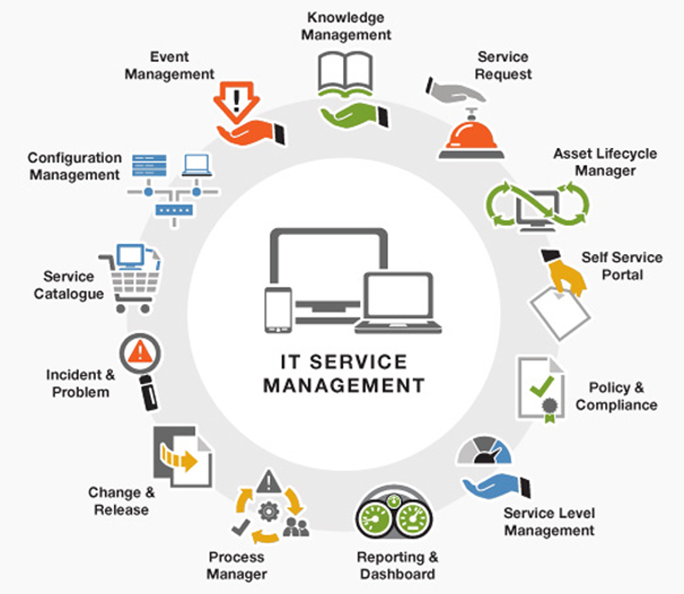 Knowledge
Management
Service
Request
Asset Lifecycle
Manager
Self Service
Portal
Policy &
Compliance
Service Level
Management
Reporting &
Dashboard
Process
Manager
Change &
Release
Incident &
Problem
Service
Catalogue
Configuration
Management
Event
Management
IT SERVICE
MANAGEMENT